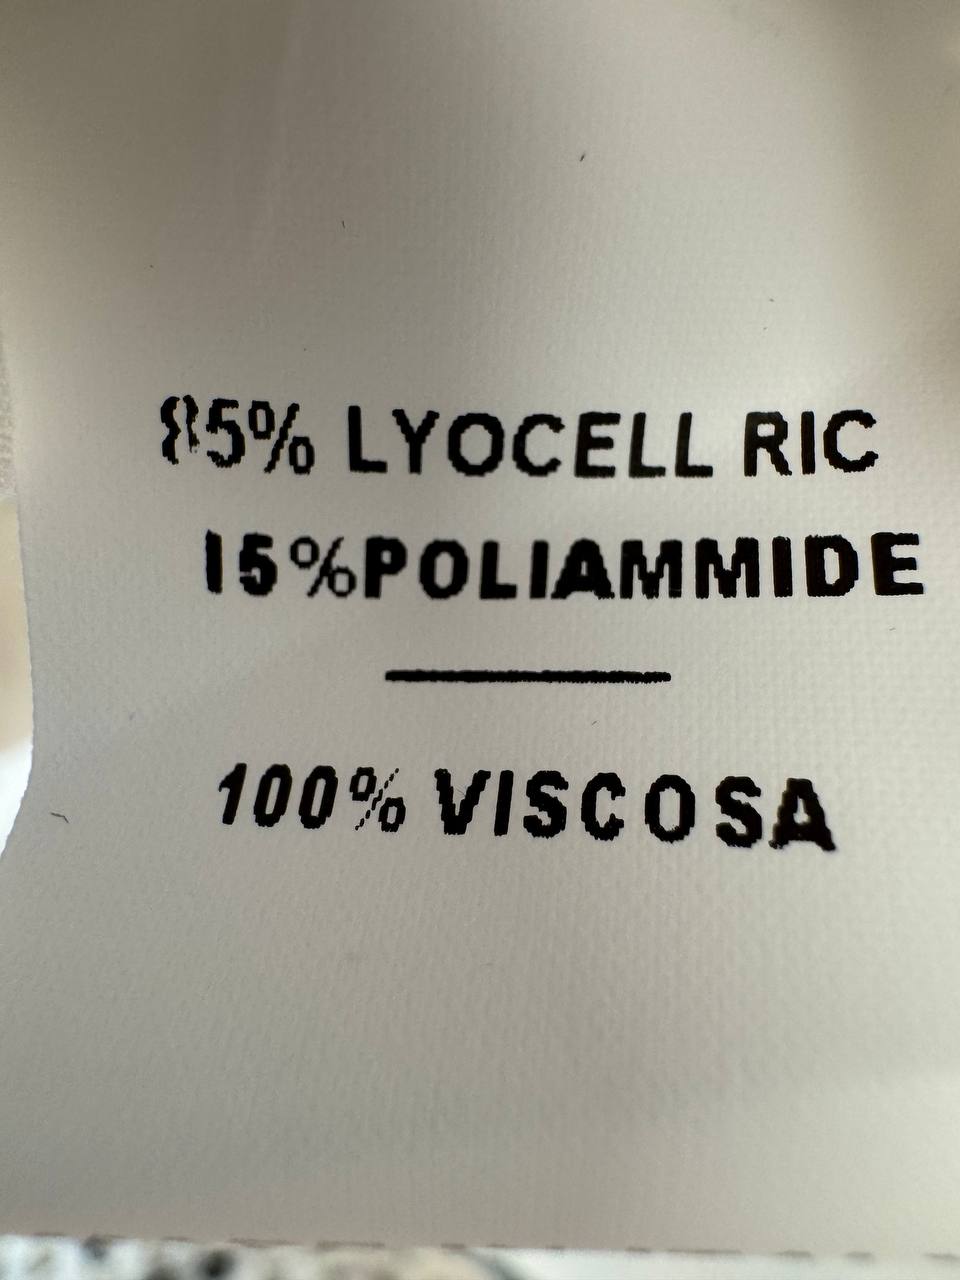 85% LYOCELL RIC
15%POLIAMMIDE
100% VISCOSA